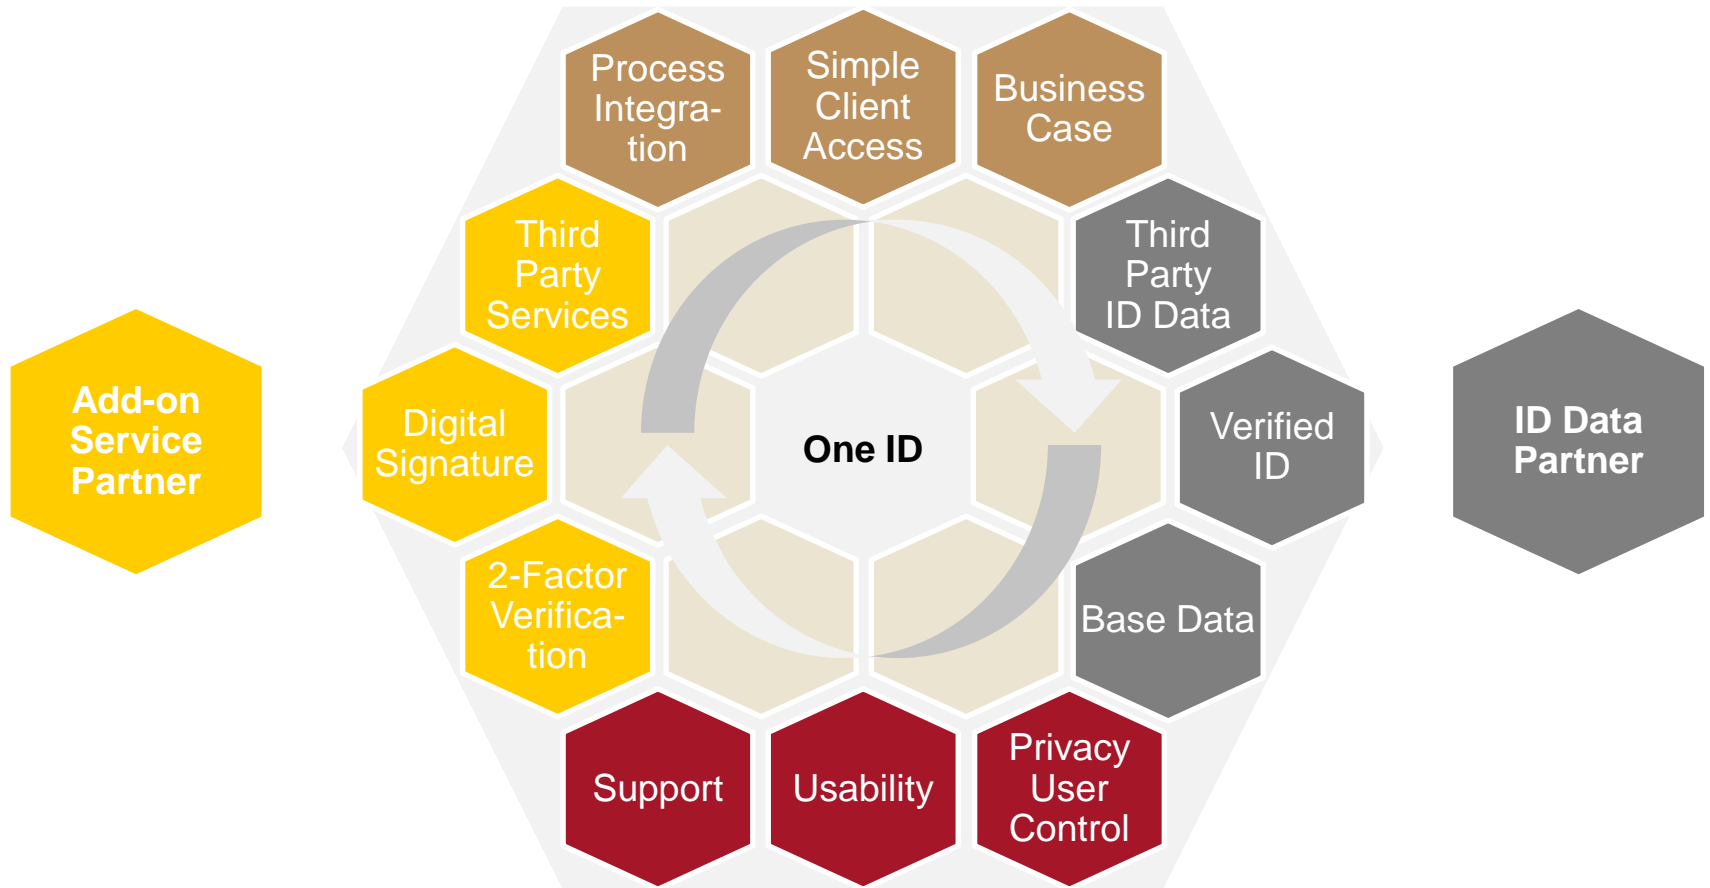 Process
Integra-
tion
Simple
Client
Access
Business
Case
Third
Party
Services
Third
Party
ID Data
Add-on
Service
Partner
Digital
Signature
One ID
Verified
ID
ID Data
Partner
2-Factor
Verifica-
tion
Base Data
Support
Usability
Privacy
User
Control